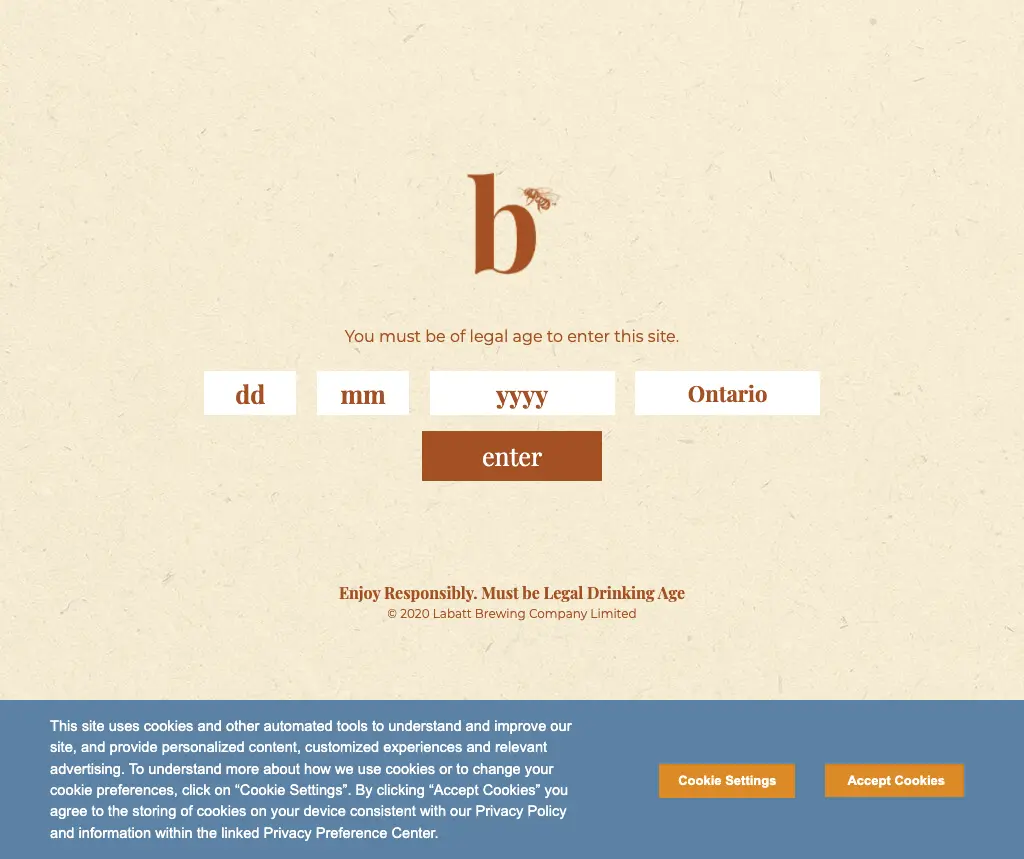 b
You must be of legal age to enter this site.
dd mm yyyy Ontario
enter
Enjoy Responsibly. Must be Legal Drinking Age
© 2020 Labatt Brewing Company Limited
This site uses cookies and other automated tools to understand and improve our
site, and provide personalized content, customized experiences and relevant
advertising. To understand more about how we use cookies or to change your
cookie preferences, click on “Cookie Settings”. By clicking “Accept Cookies” you
agree to the storing of cookies on your device consistent with our Privacy Policy
and information within the linked Privacy Preference Center.
Cookie Settings Accept Cookies